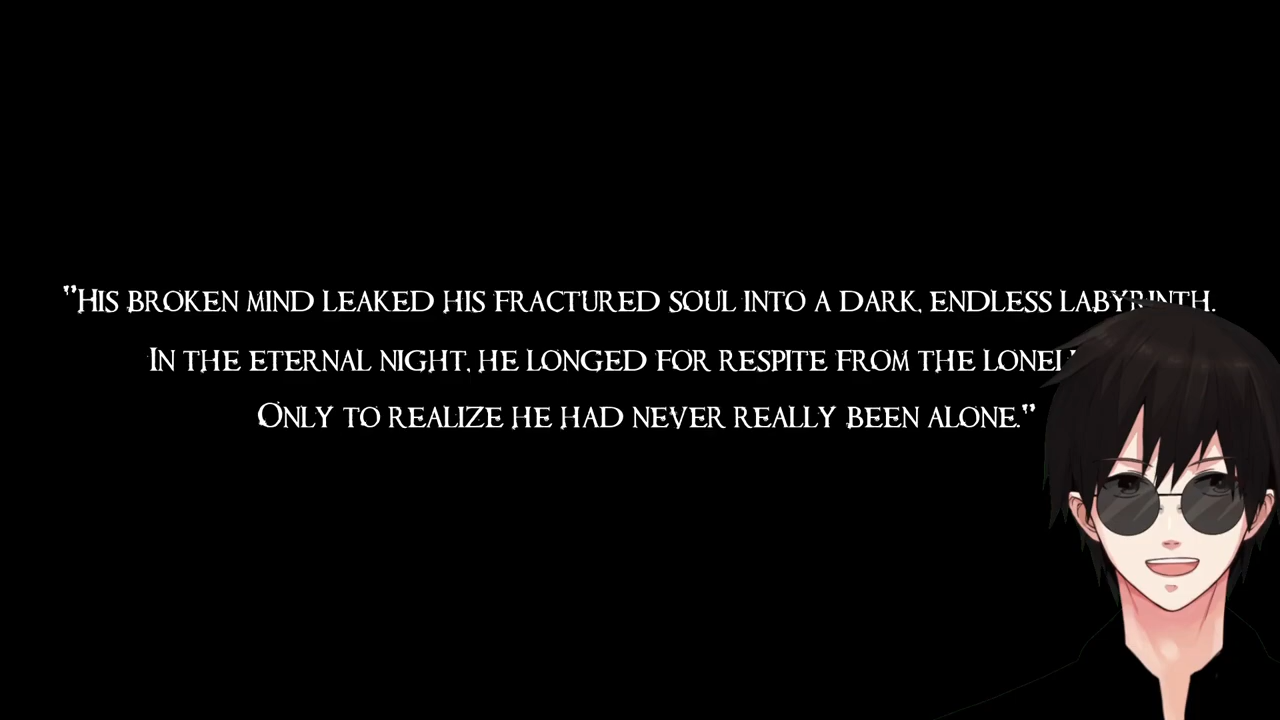 "His broken mind leaked his fractured soul into a dark, endless labyrinth.
In the eternal night, he longed for respite from the
Only to realize he had never really been alone."